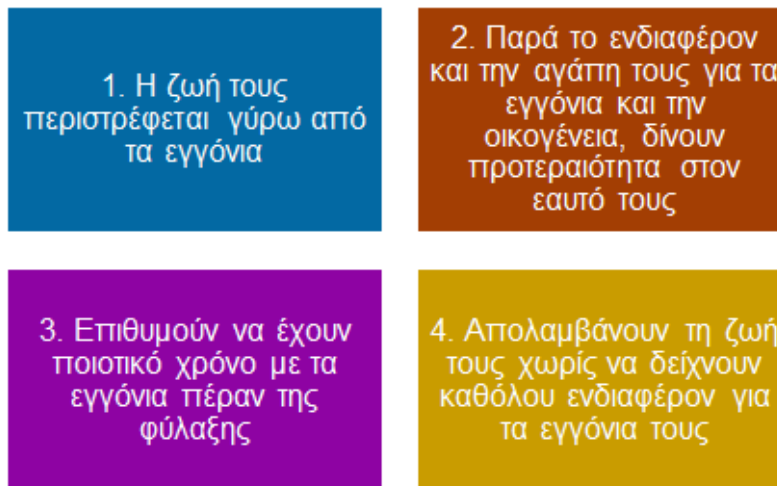 1. Η ζωή τους
περιστρέφεται γύρω από
τα εγγόνια
2. Παρά το ενδιαφέρον
και την αγάπη τους για τα
εγγόνια και την
οικογένεια, δίνουν
προτεραιότητα στον
εαυτό τους
3. Επιθυμούν να έχουν
ποιοτικό χρόνο με τα
εγγόνια πέραν της
φύλαξης
4. Απολαμβάνουν τη ζωή
τους χωρίς να δείχνουν
καθόλου ενδιαφέρον για
τα εγγόνια τους